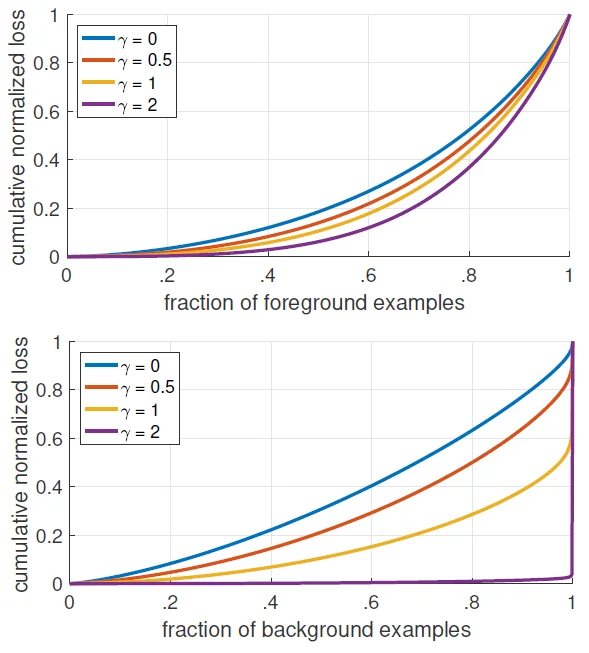 cumulative normalized loss
1
0.8
0.6
0.4
0.2
0
γ = 0
γ = 0.5
γ = 1
γ = 2
0 .2 .4 .6 .8 1
fraction of foreground examples
cumulative normalized loss
1
0.8
0.6
0.4
0.2
0
γ = 0
γ = 0.5
γ = 1
γ = 2
0 .2 .4 .6 .8 1
fraction of background examples